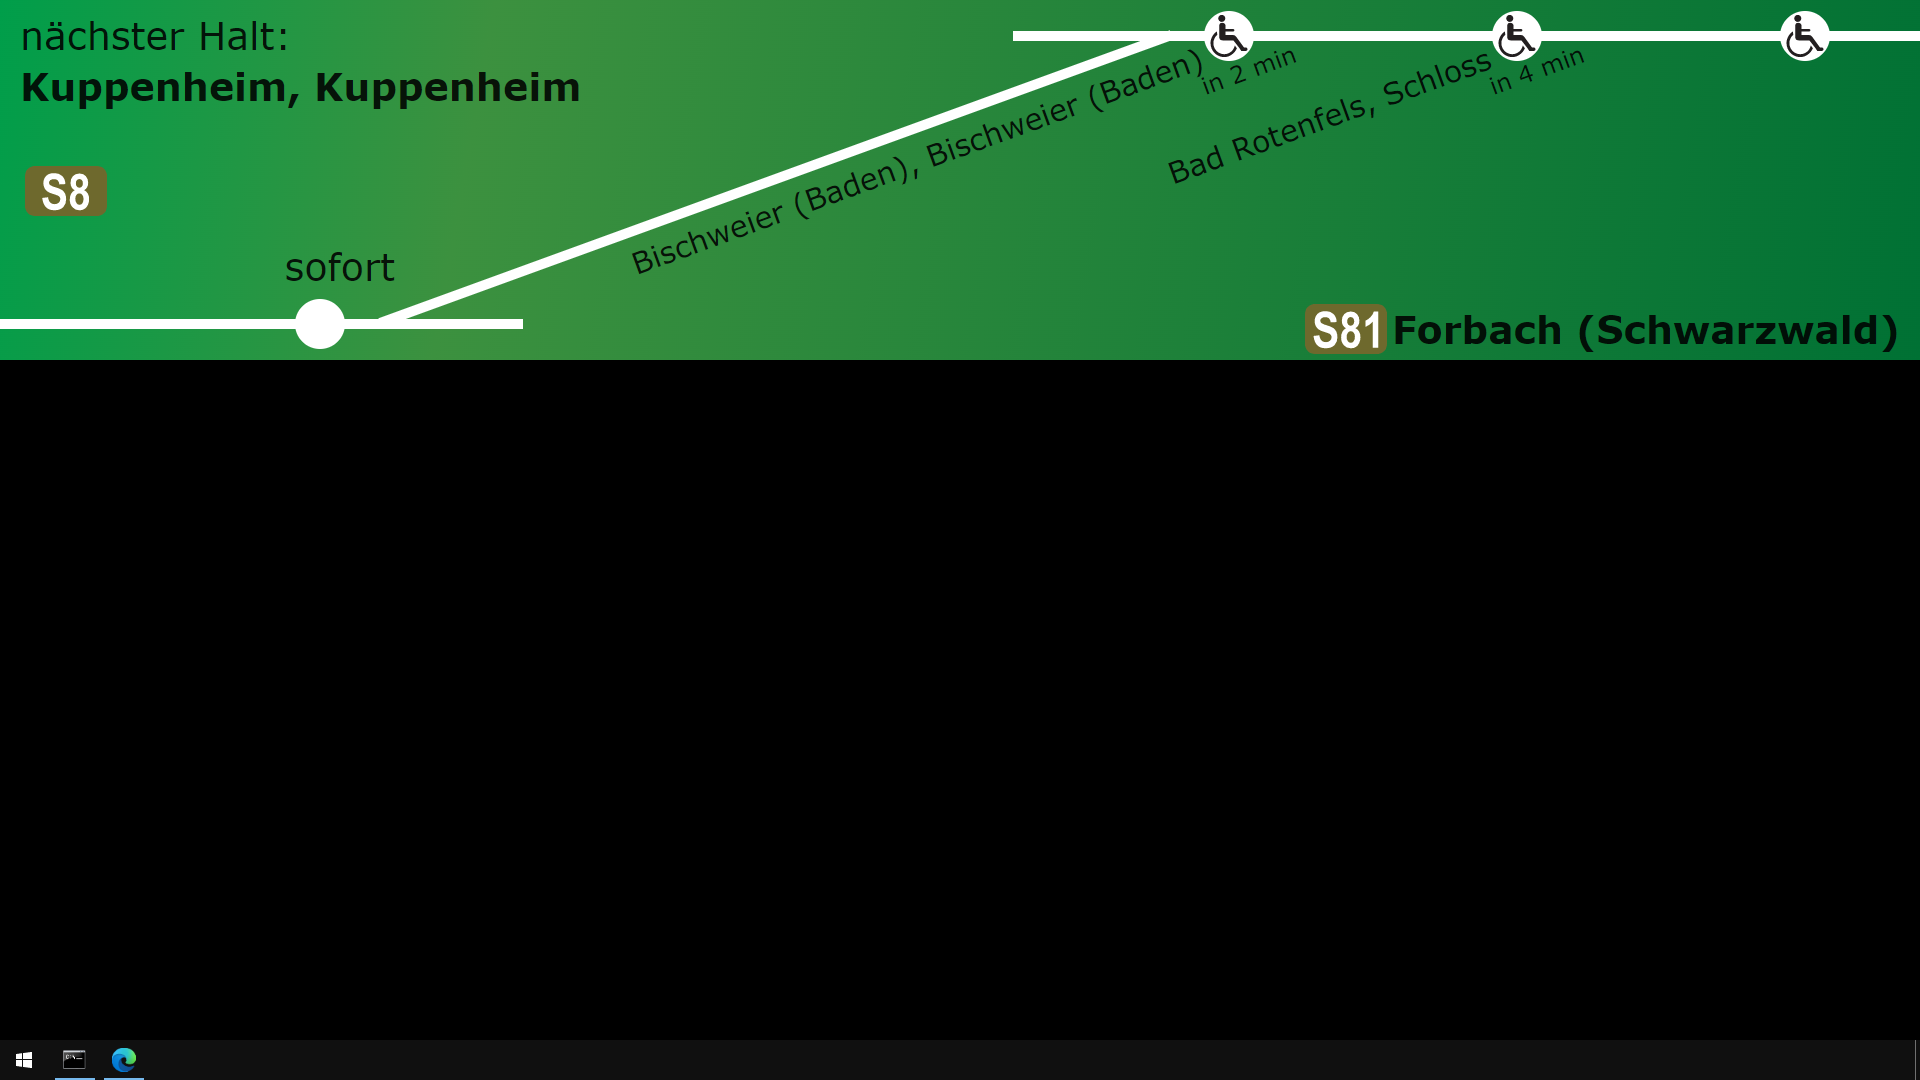 nächster Halt:
Kuppenheim, Kuppenheim
S8
sofort
Bischweier (Baden), Bischweier (Baden)
in 2 min
Bad Rotenfels, Schloss
in 4 min
S81 Forbach (Schwarzwald)